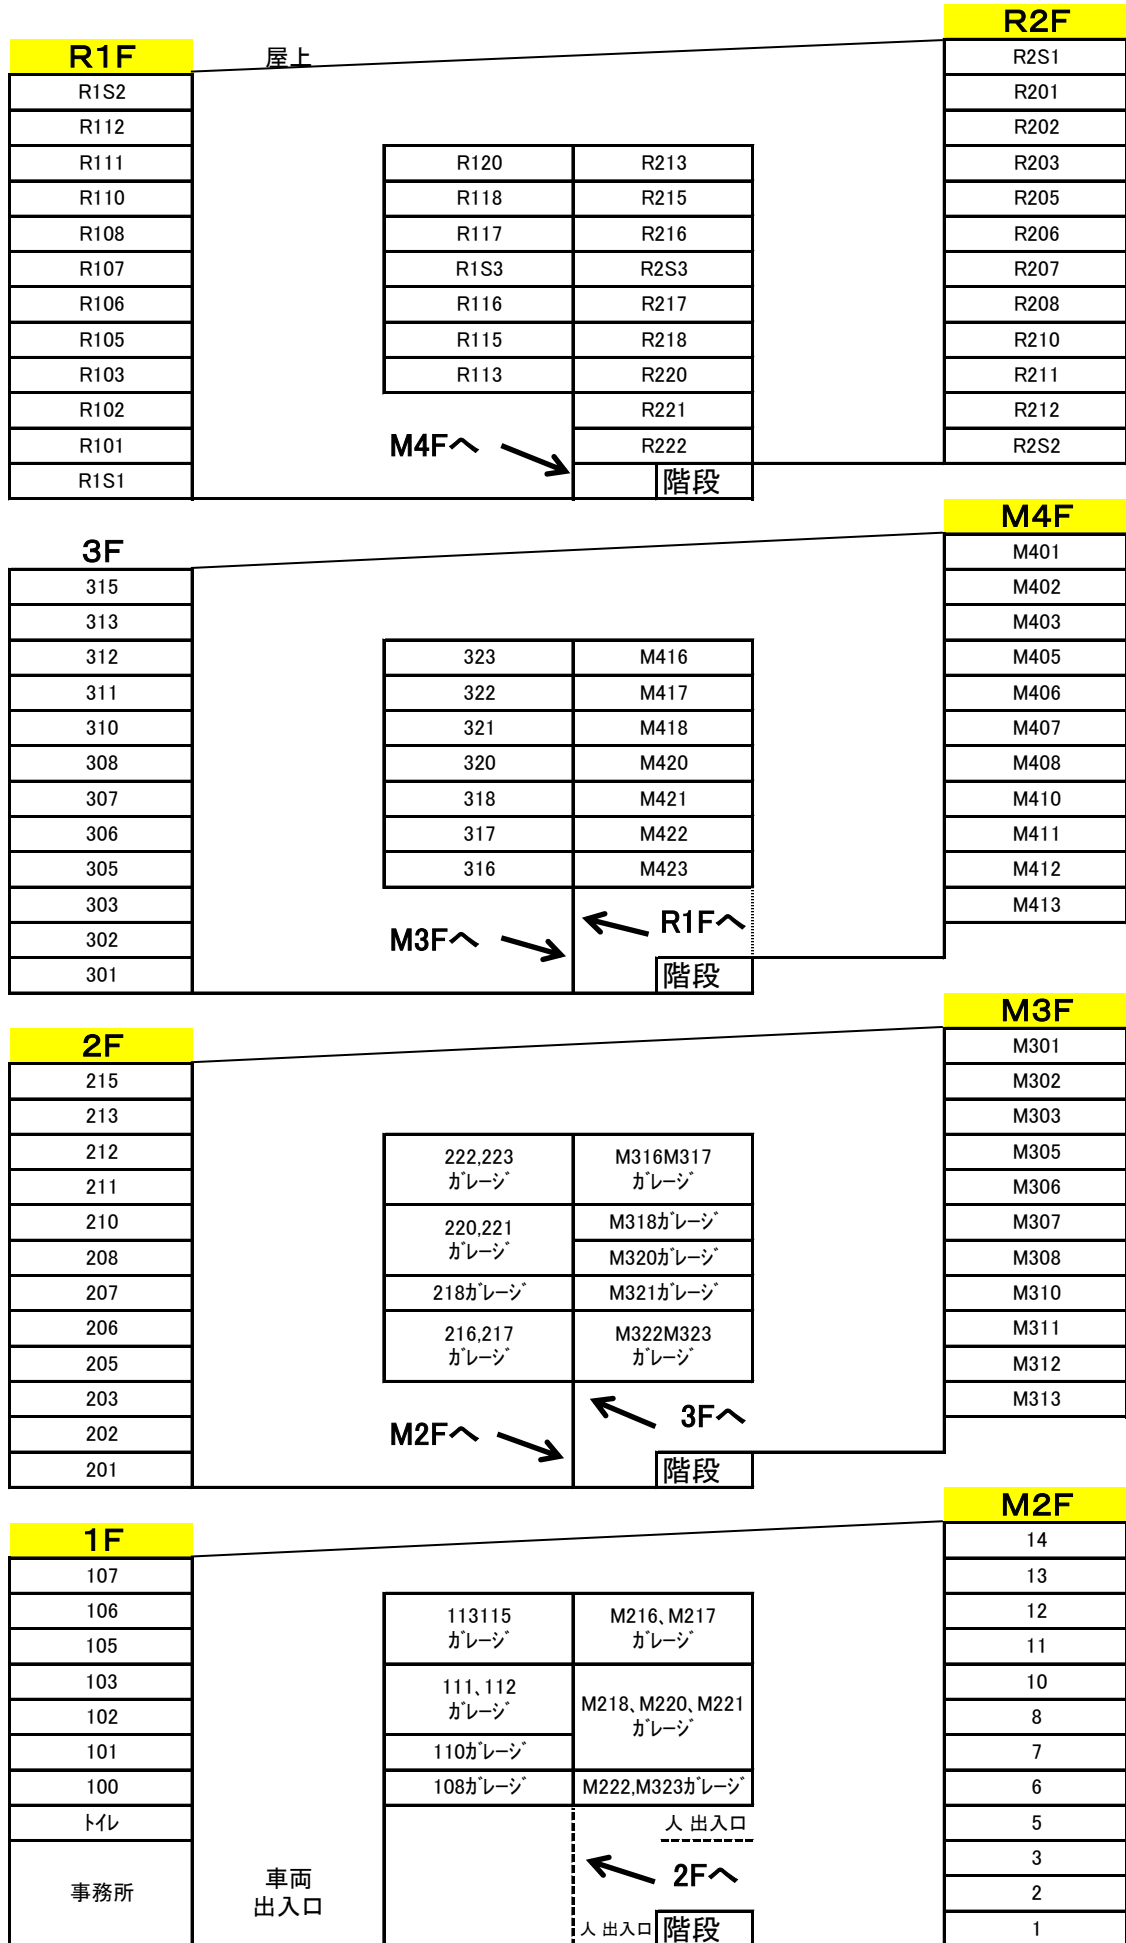 R2F
R1F
屋上
R2S1
R1S2
R201
R112
R202
R111
R120
R213
R203
R110
R118
R215
R205
R108
R117
R216
R206
R107
R1S3
R2S3
R207
R106
R116
R217
R208
R105
R115
R218
R210
R103
R113
R220
R211
R102
R221
R212
R101
M4Fへ
R222
R2S2
R1S1
階段
M4F
3F
M401
315
M402
313
M403
312
323
M416
M405
311
322
M417
M406
310
321
M418
M407
308
320
M420
M408
307
318
M421
M410
306
317
M422
M411
305
316
M423
M412
303
R1Fへ
M413
302
M3Fへ
301
階段
M3F
2F
M301
215
M302
213
M303
212
222,223
ガレージ
M316M317
ガレージ
M305
211
M306
210
220,221
ガレージ
M318ガレージ
M307
208
M320ガレージ
M308
207
218ガレージ
M321ガレージ
M310
206
216,217
ガレージ
M322M323
ガレージ
M311
205
M312
203
3Fへ
M313
202
M2Fへ
201
階段
M2F
1F
14
107
13
106
113115
ガレージ
M216、M217
ガレージ
12
105
11
103
111、112
ガレージ
M218、M220、M221
ガレージ
10
102
8
101
110ガレージ
7
100
108ガレージ
M222,M323ガレージ
6
トイレ
人 出入口
5
3
事務所
車両
出入口
2Fへ
2
人 出入口
階段
1